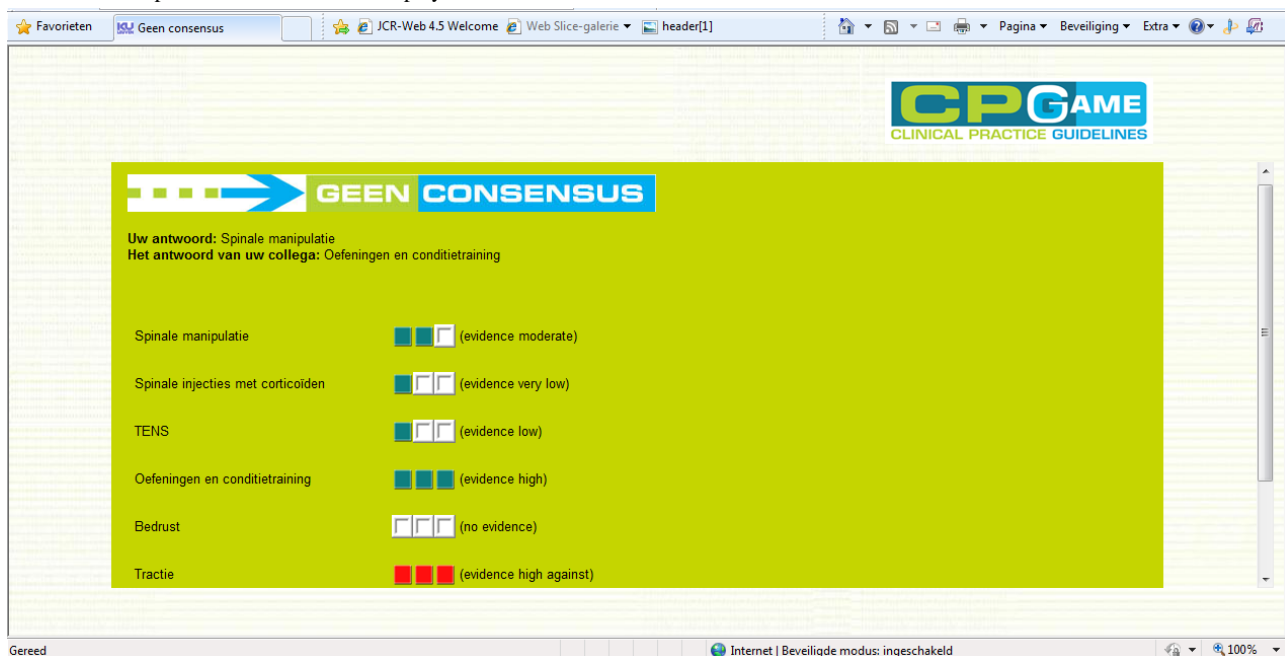 Favorieten
Geen consensus
JCR-Web 4.5 Welcome
Web Slice-galerie
header[1]
Pagina
Beveiliging
Extra
CPGAME
CLINICAL PRACTICE GUIDELINES
GEEN CONSENSUS
Uw antwoord: Spinale manipulatie
Het antwoord van uw collega: Oefeningen en conditietraining
Spinale manipulatie (evidence moderate)
Spinale injecties met corticoïden (evidence very low)
TENS (evidence low)
Oefeningen en conditietraining (evidence high)
Bedrust (no evidence)
Tractie (evidence high against)
Gereed
Internet | Beveiligde modus: ingeschakeld
100%